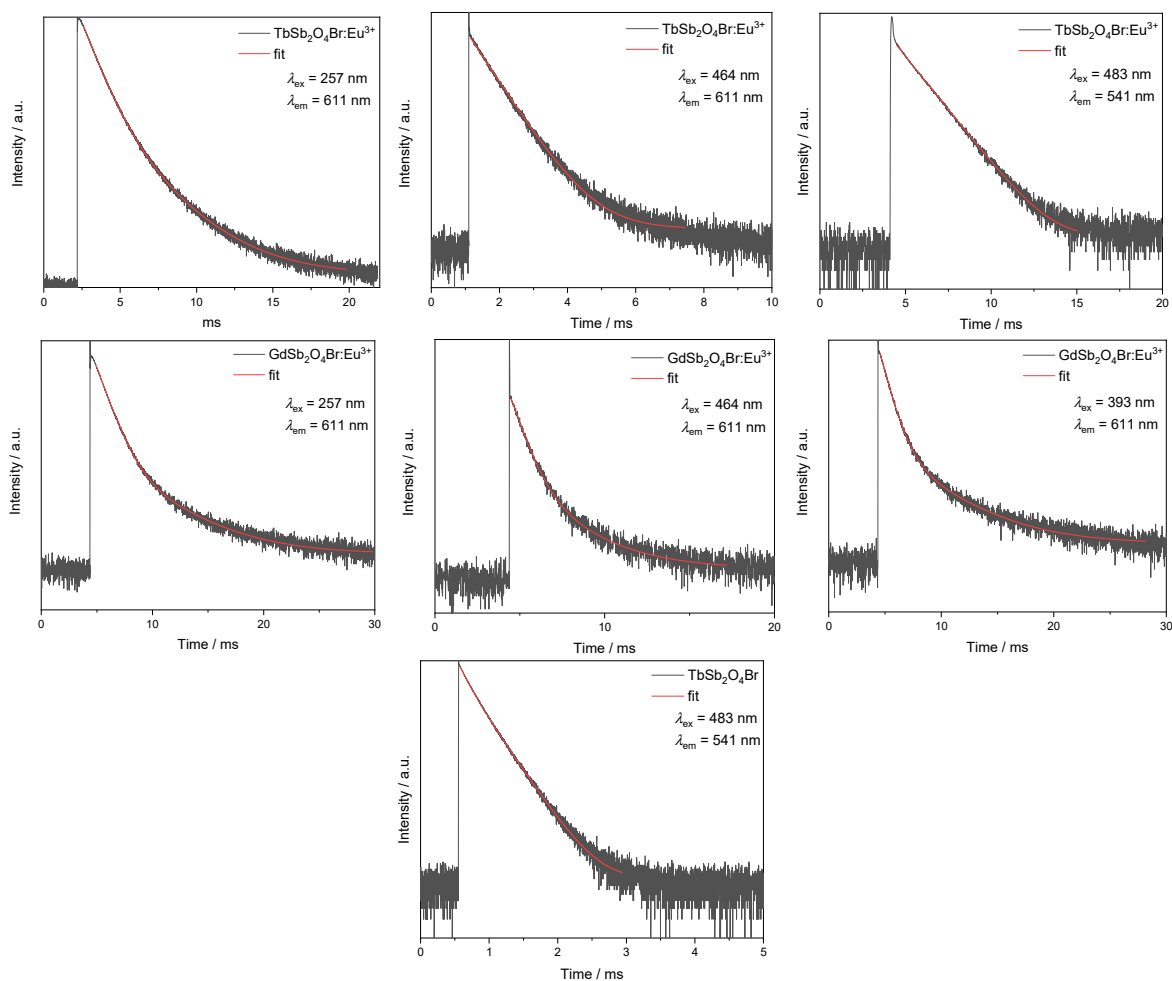 Intensity / a.u.
TbSb₂O₄Br:Eu³⁺
fit
λex = 257 nm
λem = 611 nm
0 5 10 15 20
ms
Intensity / a.u.
TbSb₂O₄Br:Eu³⁺
fit
λex = 464 nm
λem = 611 nm
0 2 4 6 8 10
Time / ms
Intensity / a.u.
TbSb₂O₄Br:Eu³⁺
fit
λex = 483 nm
λem = 541 nm
0 5 10 15 20
Time / ms
Intensity / a.u.
GdSb₂O₄Br:Eu³⁺
fit
λex = 257 nm
λem = 611 nm
0 10 20 30
Time / ms
Intensity / a.u.
GdSb₂O₄Br:Eu³⁺
fit
λex = 464 nm
λem = 611 nm
0 10 20
Time / ms
Intensity / a.u.
GdSb₂O₄Br:Eu³⁺
fit
λex = 393 nm
λem = 611 nm
0 10 20 30
Time / ms
Intensity / a.u.
TbSb₂O₄Br
fit
λex = 483 nm
λem = 541 nm
0 1 2 3 4 5
Time / ms